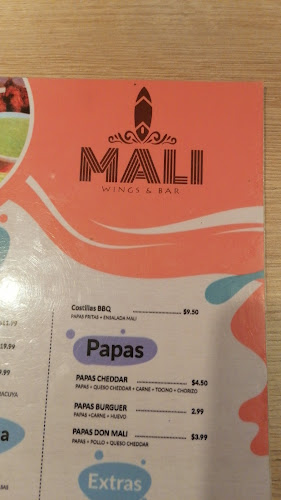 MALI
WINGS & BAR
Costillas BBQ ........................ $9.50
PAPAS FRITAS + ENSALADA MALI
Papas
PAPAS CHEDDAR ........................ $4.50
PAPAS + QUESO CHEDDAR + CARNE + TOCINO + CHORIZO
PAPAS BURGUER ........................ 2.99
PAPAS +CARNE + HUEVO
PAPAS DON MALI ........................ $3.99
PAPAS + POLLO + QUESO CHEDDAR
Extras